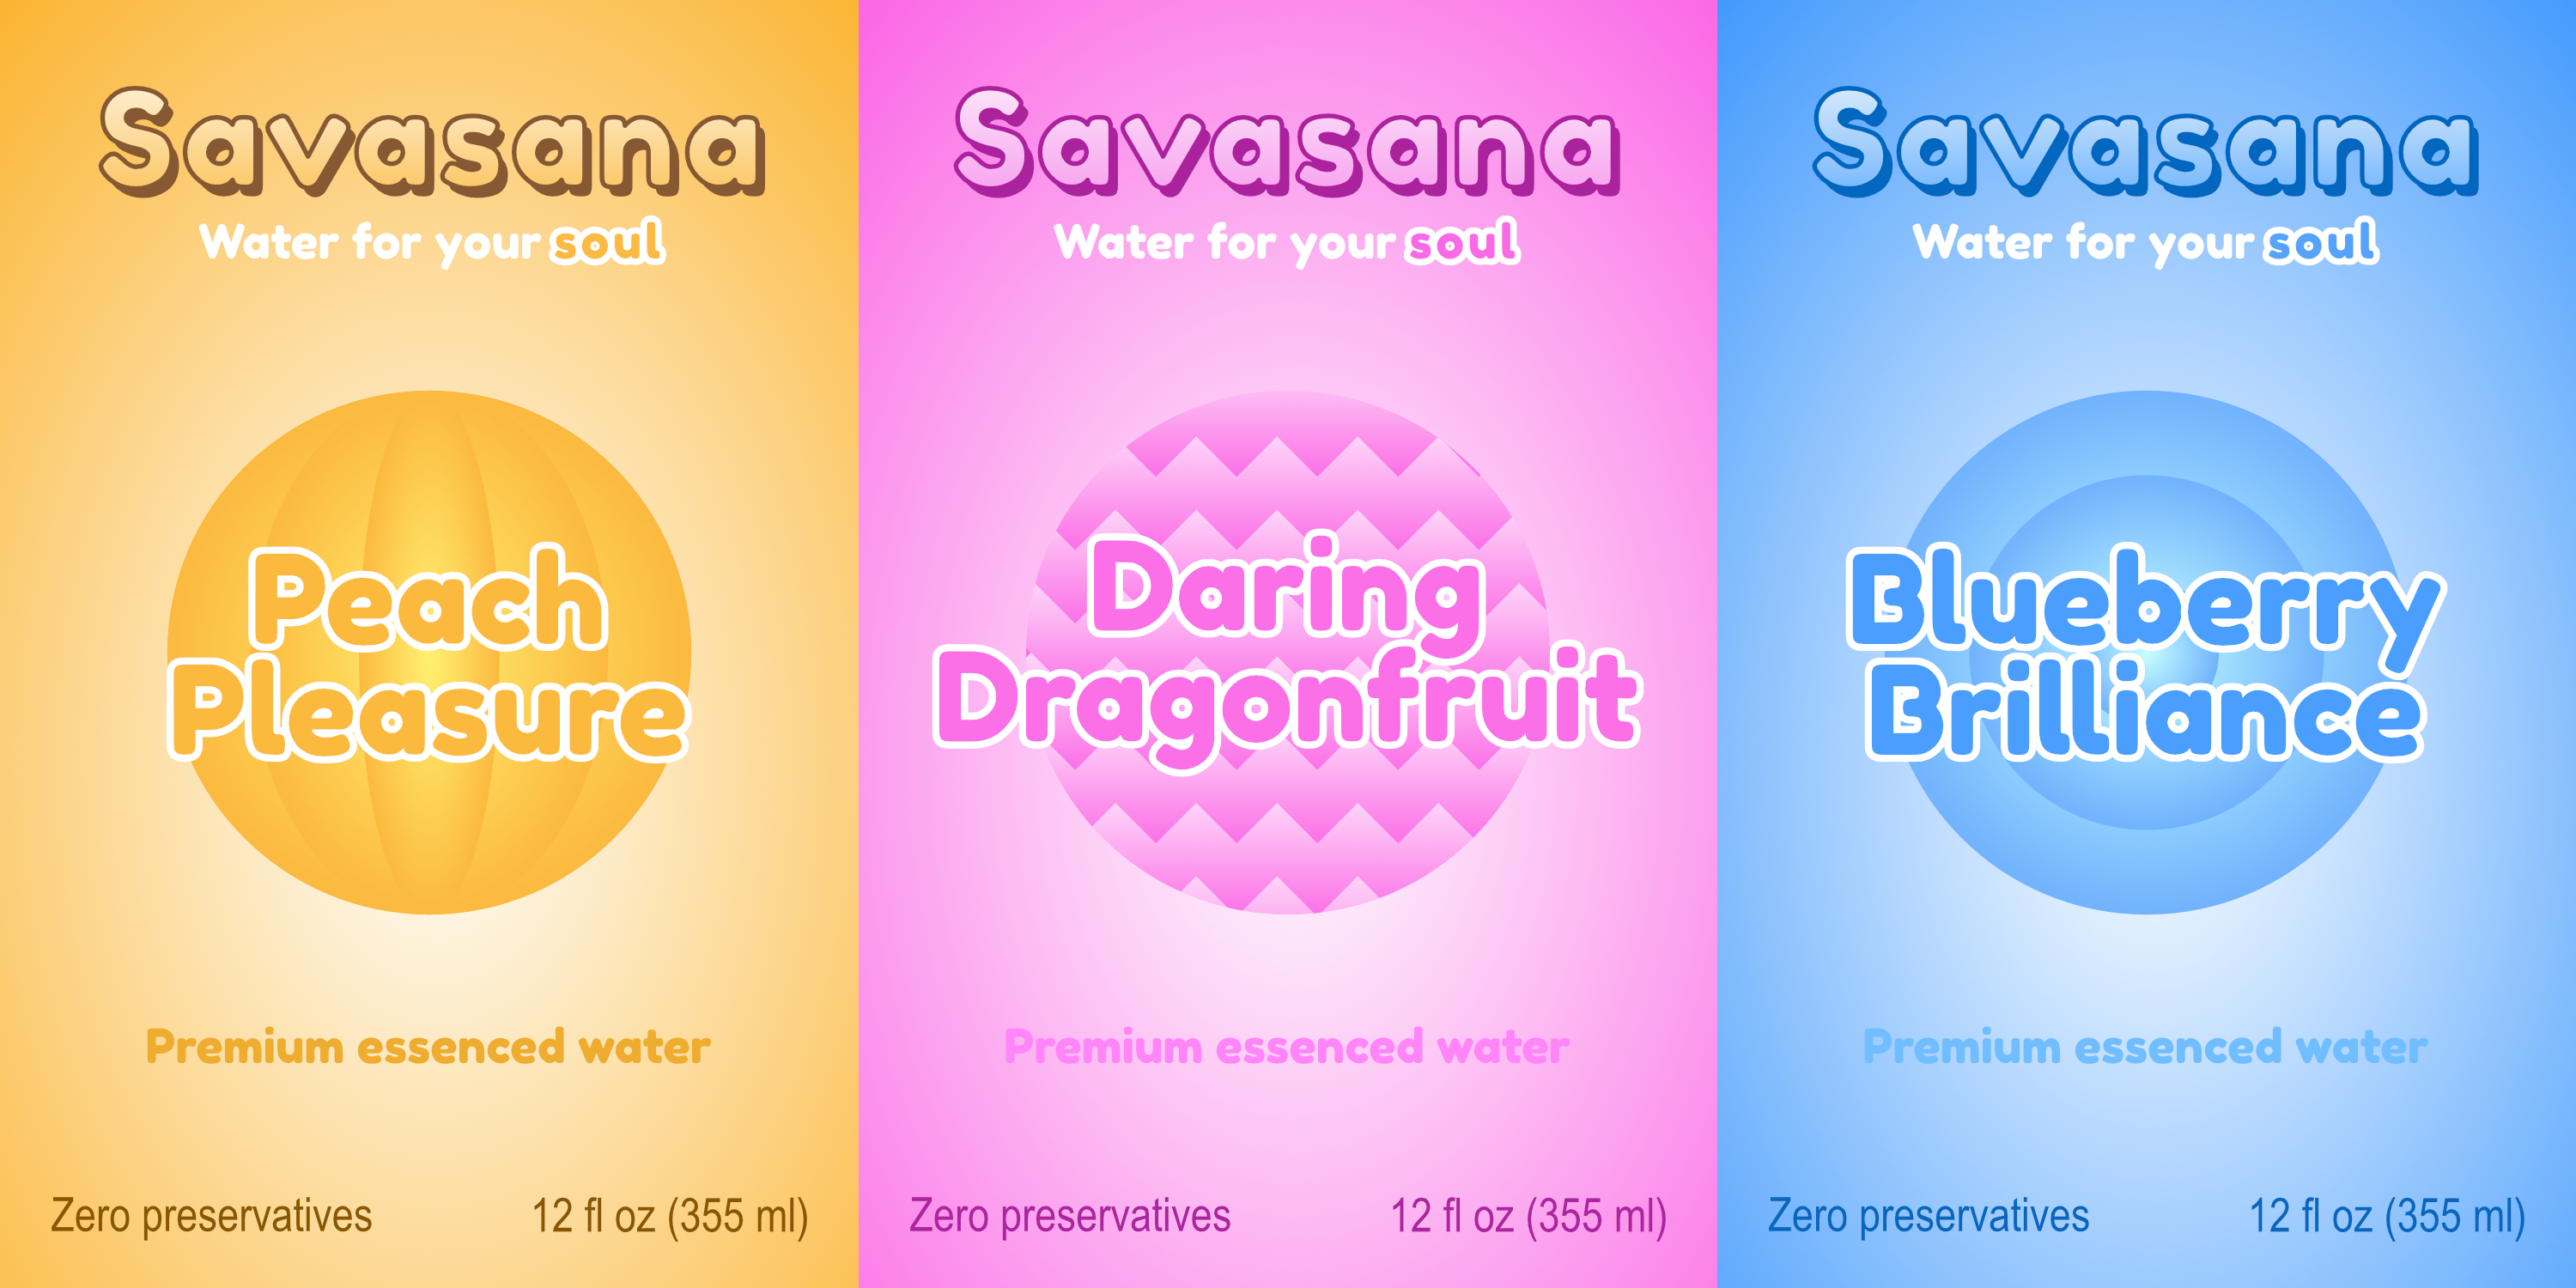 Savasana
Water for your soul
Peach
Pleasure
Premium essenced water
Zero preservatives
12 fl oz (355 ml)
Savasana
Water for your soul
Daring
Dragonfruit
Premium essenced water
Zero preservatives
12 fl oz (355 ml)
Savasana
Water for your soul
Blueberry
Brilliance
Premium essenced water
Zero preservatives
12 fl oz (355 ml)